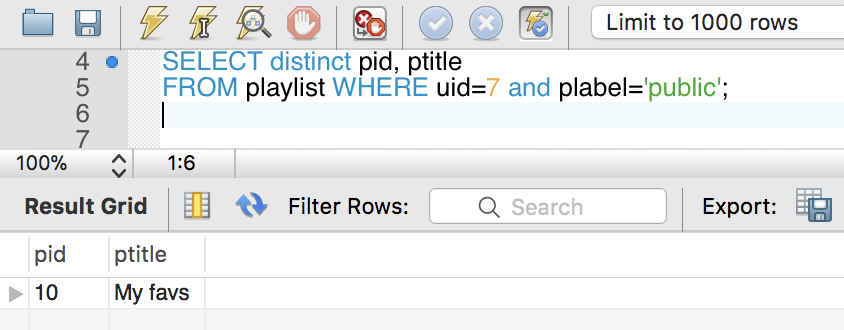 Limit to 1000 rows
4 SELECT distinct pid, ptitle
5 FROM playlist WHERE uid=7 and plabel='public';
6
7
100% 1:6
Result Grid Filter Rows: Search Export:
pid ptitle
10 My favs